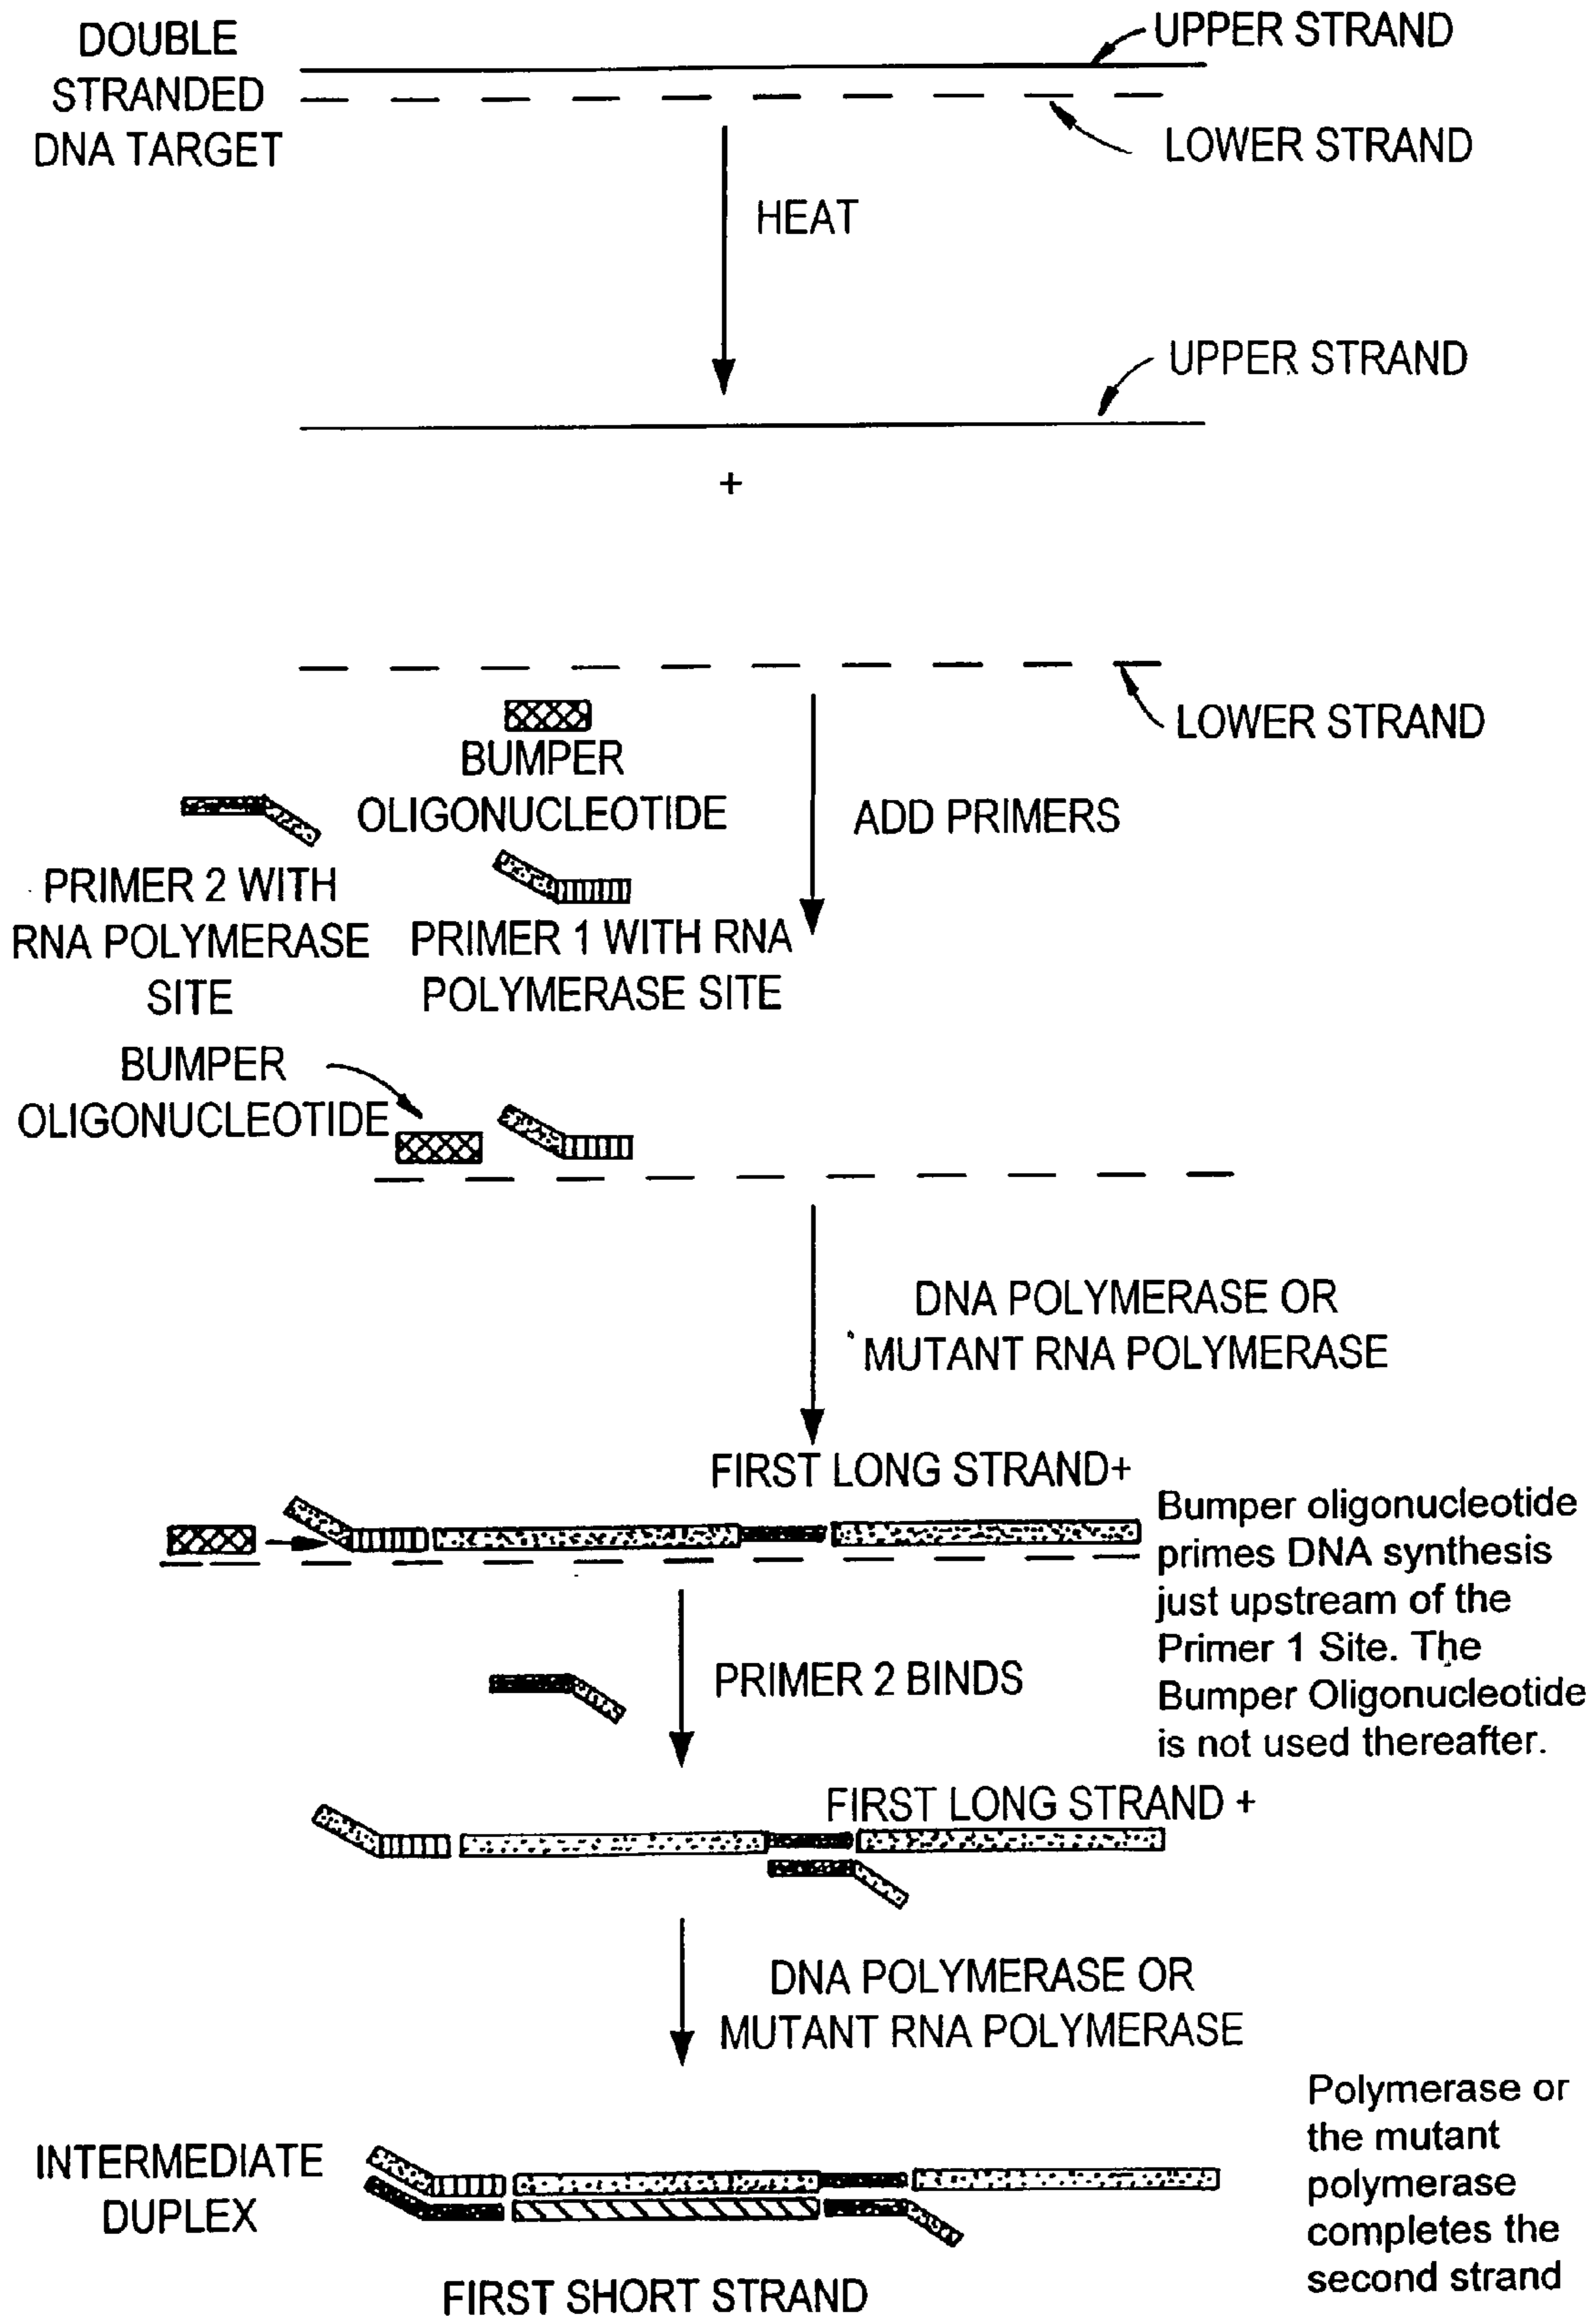 DOUBLE
STRANDED
DNA TARGET
UPPER STRAND
LOWER STRAND
HEAT
UPPER STRAND
+
LOWER STRAND
BUMPER
OLIGONUCLEOTIDE
ADD PRIMERS
PRIMER 2 WITH
RNA POLYMERASE
SITE
PRIMER 1 WITH RNA
POLYMERASE SITE
BUMPER
OLIGONUCLEOTIDE
DNA POLYMERASE OR
MUTANT RNA POLYMERASE
FIRST LONG STRAND+
Bumper oligonucleotide
primes DNA synthesis
just upstream of the
Primer 1 Site. The
Bumper Oligonucleotide
is not used thereafter.
PRIMER 2 BINDS
FIRST LONG STRAND +
DNA POLYMERASE OR
MUTANT RNA POLYMERASE
INTERMEDIATE
DUPLEX
Polymerase or
the mutant
polymerase
completes the
second strand
FIRST SHORT STRAND